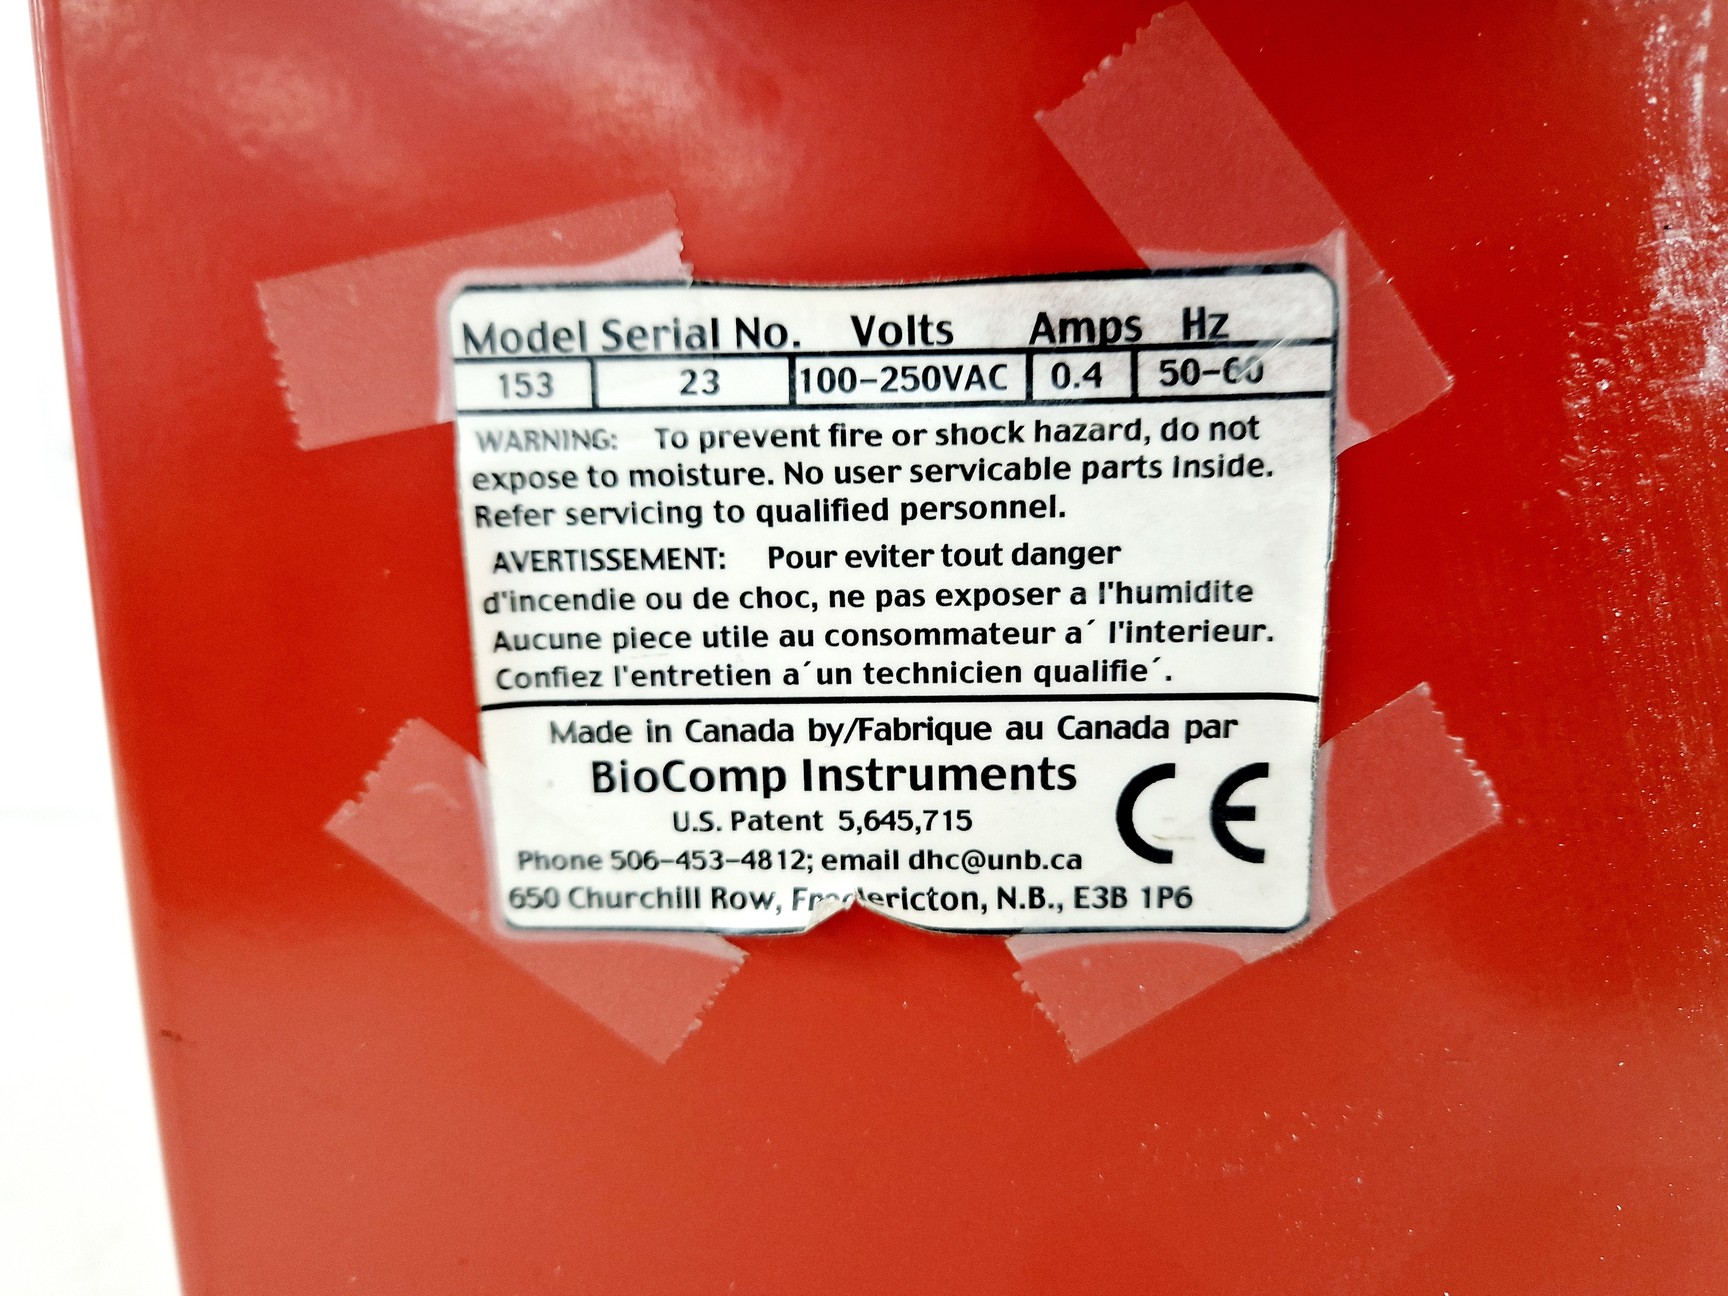 Model Serial No. Volts Amps Hz
153 23 100-250VAC 0.4 50-60
WARNING: To prevent fire or shock hazard, do not
expose to moisture. No user servicable parts inside.
Refer servicing to qualified personnel.
AVERTISSEMENT: Pour eviter tout danger
d'incendie ou de choc, ne pas exposer a l'humidite
Aucune piece utile au consommateur a´ l'interieur.
Confiez l'entretien a´un technicien qualifie´.
Made in Canada by/Fabrique au Canada par
BioComp Instruments
U.S. Patent 5,645,715
CE
Phone 506-453-4812; email dhc@unb.ca
650 Churchill Row, Fredericton, N.B., E3B 1P6